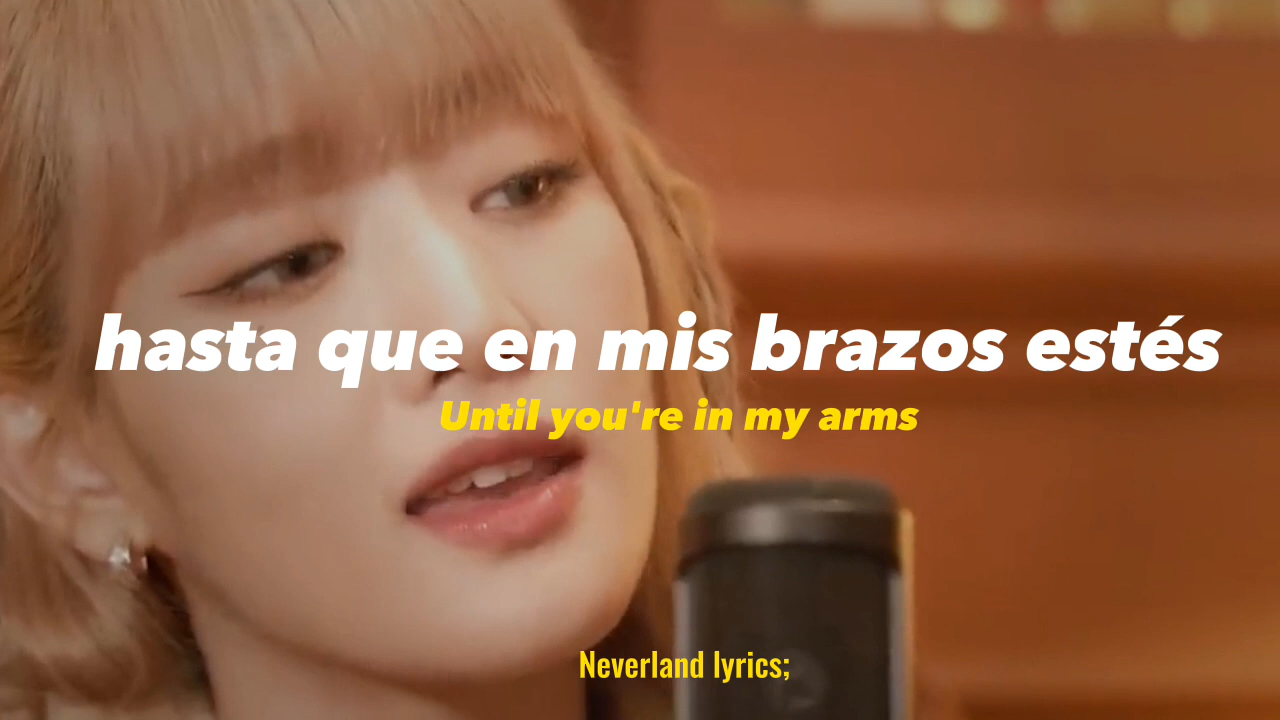 hasta que en mis brazos estés
Until you're in my arms
Neverland lyrics;